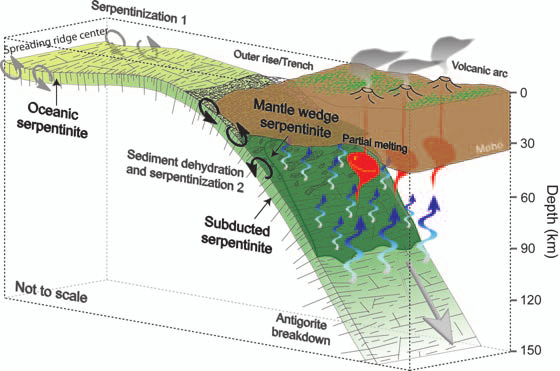 Serpentinization 1
Spreading ridge center
Outer rise/Trench
Volcanic arc
Oceanic
serpentinite
Mantle wedge
serpentinite
Partial melting
Moho
Sediment dehydration
and serpentinization 2
Subducted
serpentinite
Antigorite
breakdown
Not to scale
0
30
60
90
120
150
Depth (km)